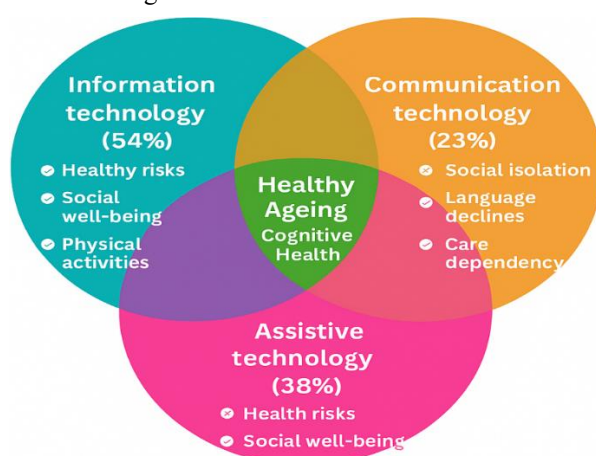 Information
technology
(54%)
Healthy risks
Social
well-being
Physical
activities
Communication
technology
(23%)
Social isolation
Language
declines
Care
dependency
Healthy
Ageing
Cognitive
Health
Assistive
technology
(38%)
Health risks
Social well-being